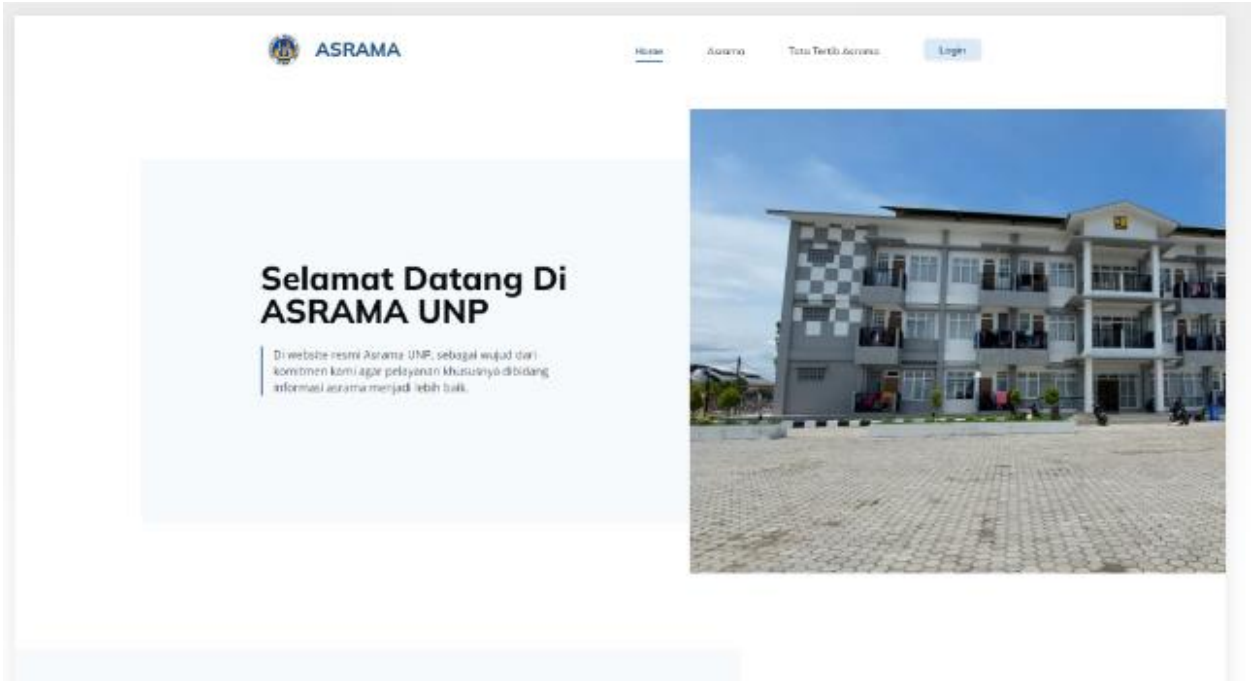 ASRAMA
Home
Asrama
Tata Tertib Asrama
Login
Selamat Datang Di
ASRAMA UNP
Di website resmi Asrama UNP, sebagai wujud dari
komitmen kami agar pelayanan khususnya dibidang
informasi asrama menjadi lebih baik.